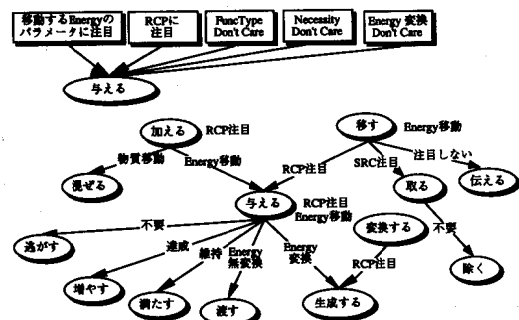 移動するEnergyの
パラメータに注目
RCPに
注目
FuncType
Don't Care
Necessity
Don't Care
Energy 変換
Don't Care
与える
加える
RCP注目
移す
Energy移動
物質移動
Energy移動
RCP注目
SRC注目
注目しない
混ぜる
取る
伝える
与える
RCP注目
Energy移動
変換する
不要
達成
維持
Energy
無変換
Energy
変換
RCP注目
不要
逃がす
増やす
満たす
渡す
生成する
除く